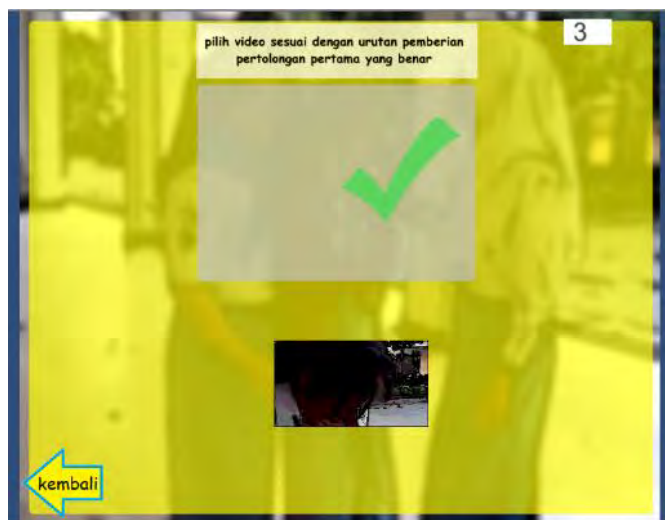 3
pilih video sesuai dengan urutan pemberian
pertolongan pertama yang benar
kembali